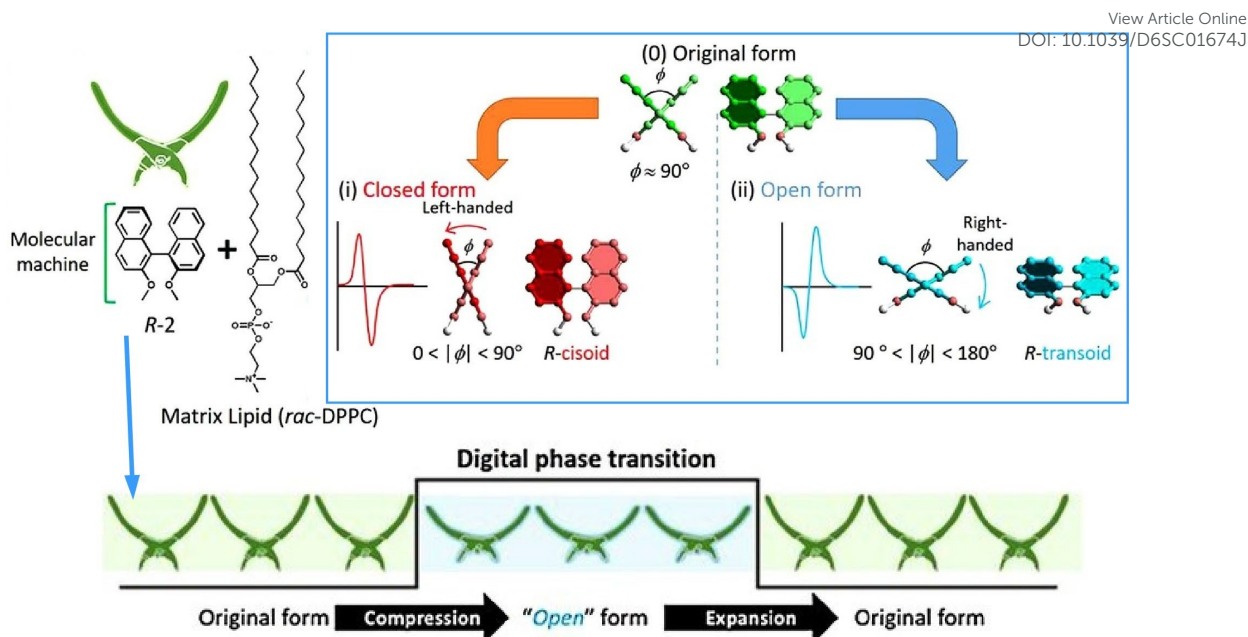 View Article Online
DOI: 10.1039/D6SC01674J
(0) Original form
ϕ
ϕ ≈ 90°
(i) Closed form
Left-handed
ϕ
0 < |ϕ| < 90°
R-cisoid
(ii) Open form
Right-
handed
ϕ
90 ° < |ϕ| < 180°
R-transoid
Molecular
machine
O
O
R-2
+
O
O
O
O
O
O=P-O⁻
O
N⁺
Matrix Lipid (rac-DPPC)
Digital phase transition
Original form
Compression
"Open" form
Expansion
Original form